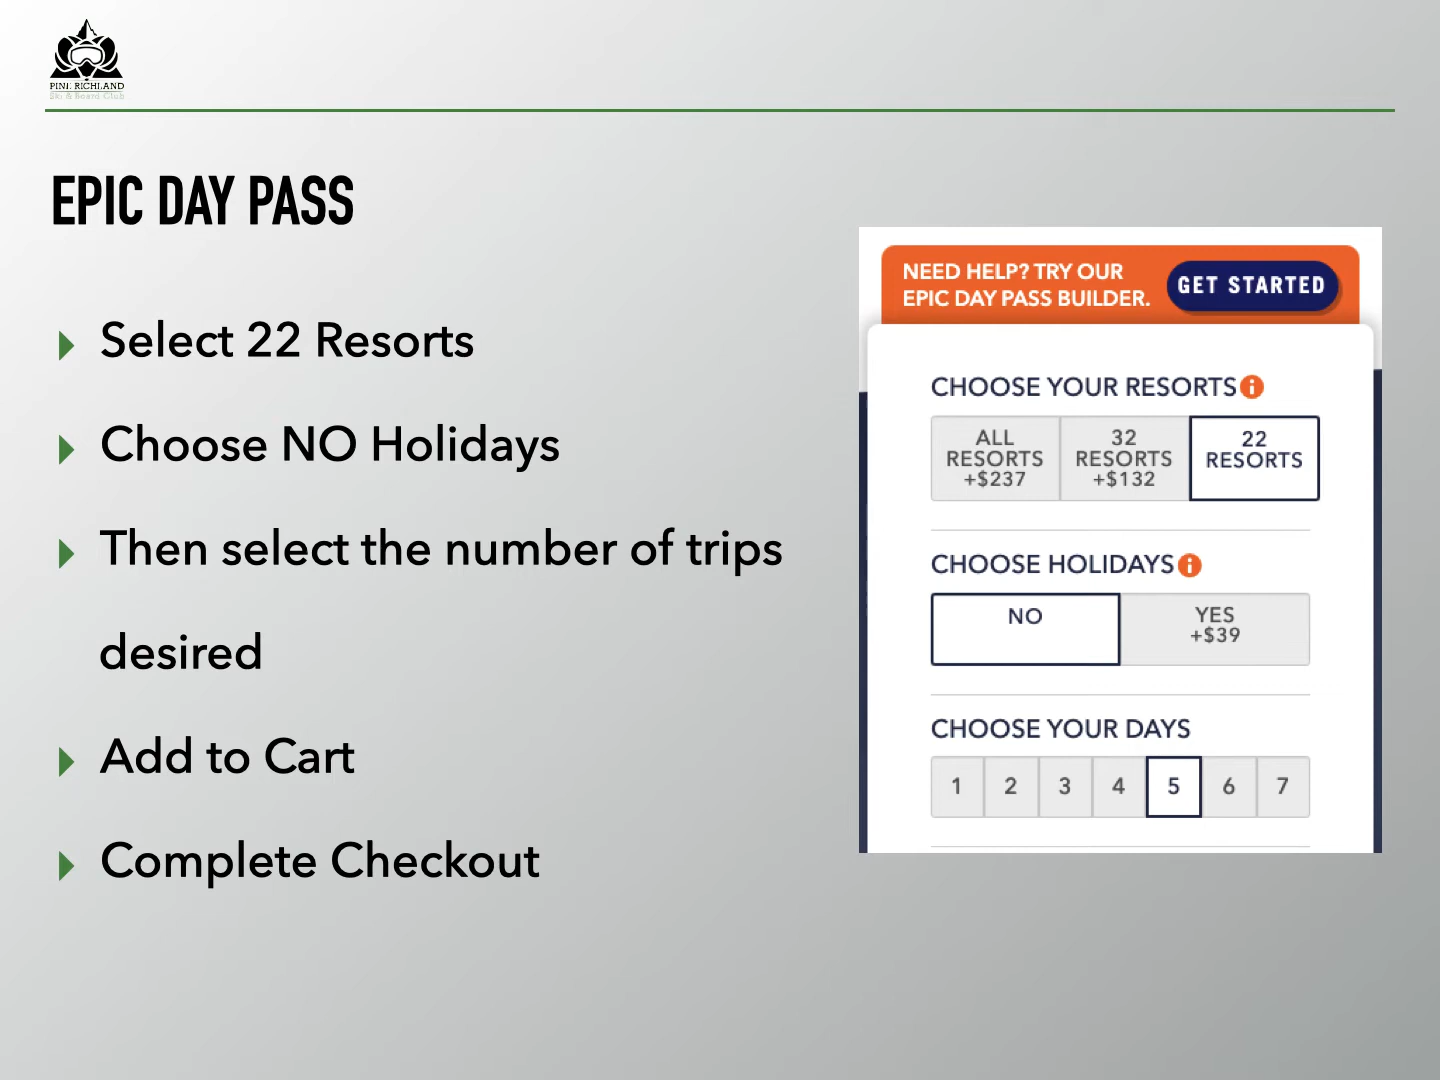 PINE RICHLAND
Ski & Board Club
EPIC DAY PASS
Select 22 Resorts
Choose NO Holidays
Then select the number of trips
desired
Add to Cart
Complete Checkout
NEED HELP? TRY OUR
EPIC DAY PASS BUILDER.
GET STARTED
CHOOSE YOUR RESORTS
ALL
RESORTS
+$237
32
RESORTS
+$132
22
RESORTS
CHOOSE HOLIDAYS
NO
YES
+$39
CHOOSE YOUR DAYS
1 2 3 4 5 6 7